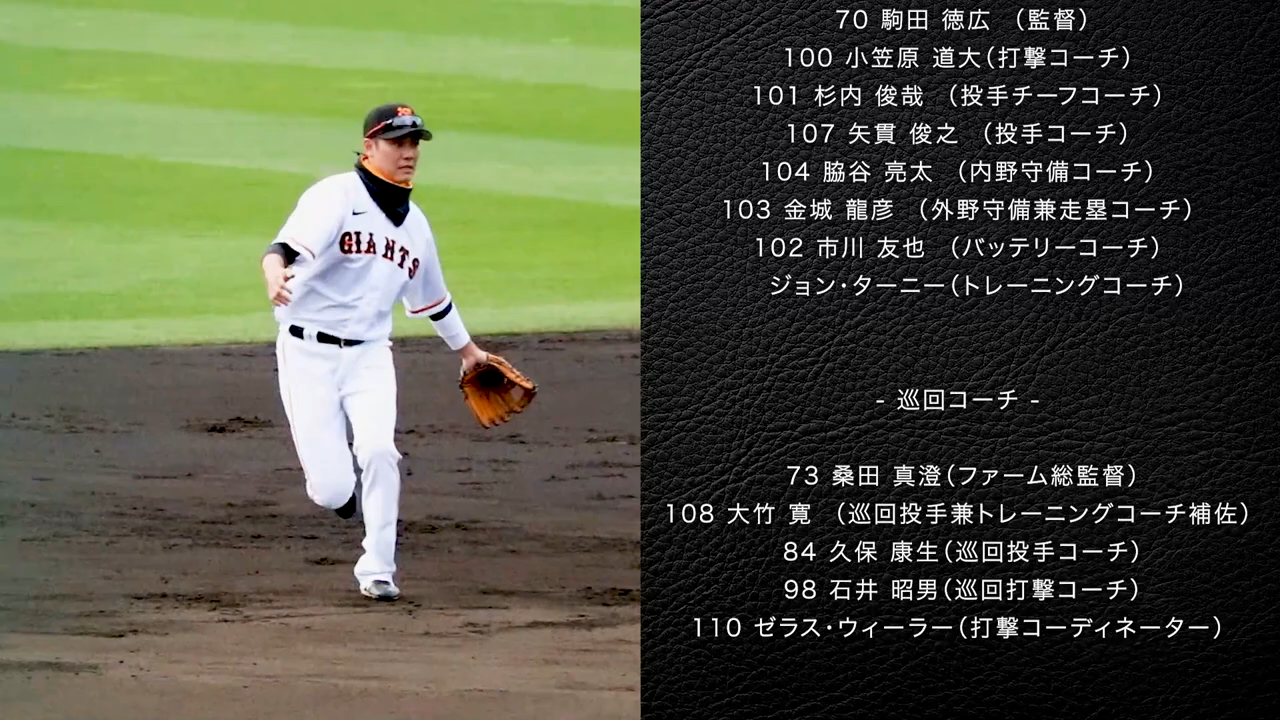 GIANTS
70 駒田 徳広 （監督）
100 小笠原 道大（打撃コーチ）
101 杉内 俊哉 （投手チーフコーチ）
107 矢貫 俊之 （投手コーチ）
104 脇谷 亮太 （内野守備コーチ）
103 金城 龍彦 （外野守備兼走塁コーチ）
102 市川 友也 （バッテリーコーチ）
ジョン・ターニー（トレーニングコーチ）
- 巡回コーチ -
73 桑田 真澄（ファーム総監督）
108 大竹 寛 （巡回投手兼トレーニングコーチ補佐）
84 久保 康生（巡回投手コーチ）
98 石井 昭男（巡回打撃コーチ）
110 ゼラス・ウィーラー（打撃コーディネーター）